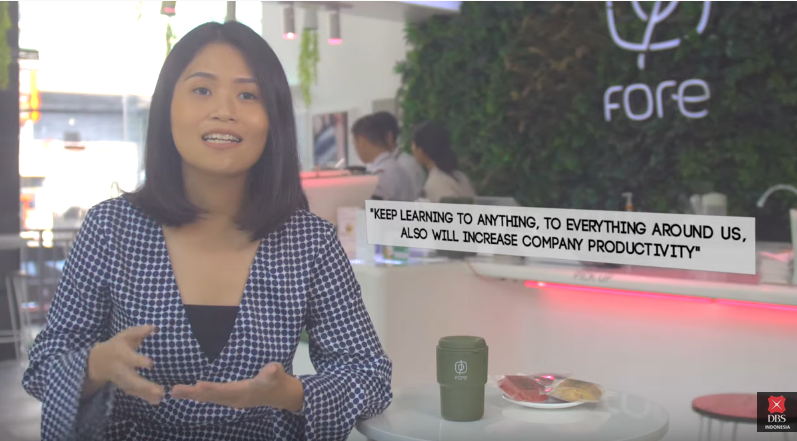 FORE
"KEEP LEARNING TO ANYTHING, TO EVERYTHING AROUND US,
ALSO WILL INCREASE COMPANY PRODUCTIVITY"
FORE
DBS
INDONESIA